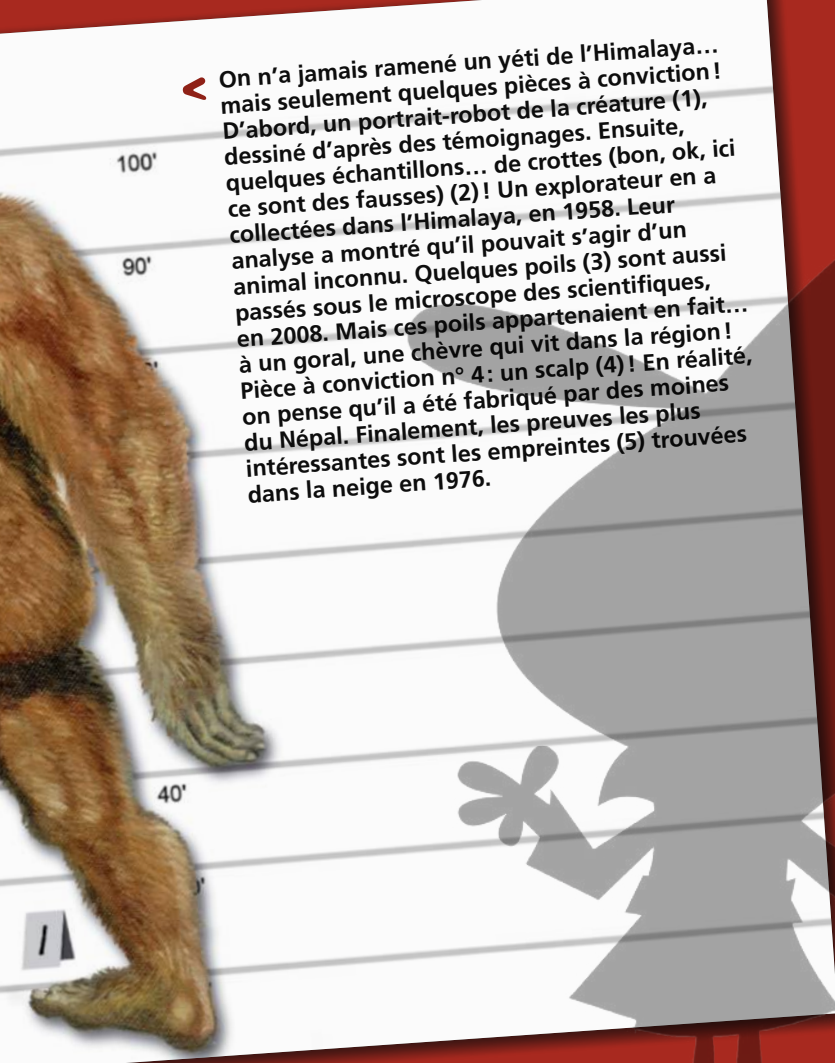 < On n’a jamais ramené un yéti de l’Himalaya…
mais seulement quelques pièces à conviction !
D’abord, un portrait-robot de la créature (1),
dessiné d’après des témoignages. Ensuite,
quelques échantillons… de crottes (bon, ok, ici
ce sont des fausses) (2) ! Un explorateur en a
collectées dans l’Himalaya, en 1958. Leur
analyse a montré qu’il pouvait s’agir d’un
animal inconnu. Quelques poils (3) sont aussi
passés sous le microscope des scientifiques,
en 2008. Mais ces poils appartenaient en fait…
à un goral, une chèvre qui vit dans la région !
Pièce à conviction n° 4 : un scalp (4) ! En réalité,
on pense qu’il a été fabriqué par des moines
du Népal. Finalement, les preuves les plus
intéressantes sont les empreintes (5) trouvées
dans la neige en 1976.
100'
90'
40'
1